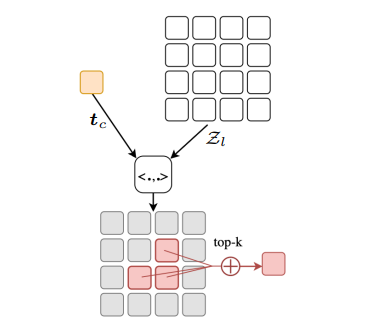 t_c
𝒵_l
<.,.>
top-k